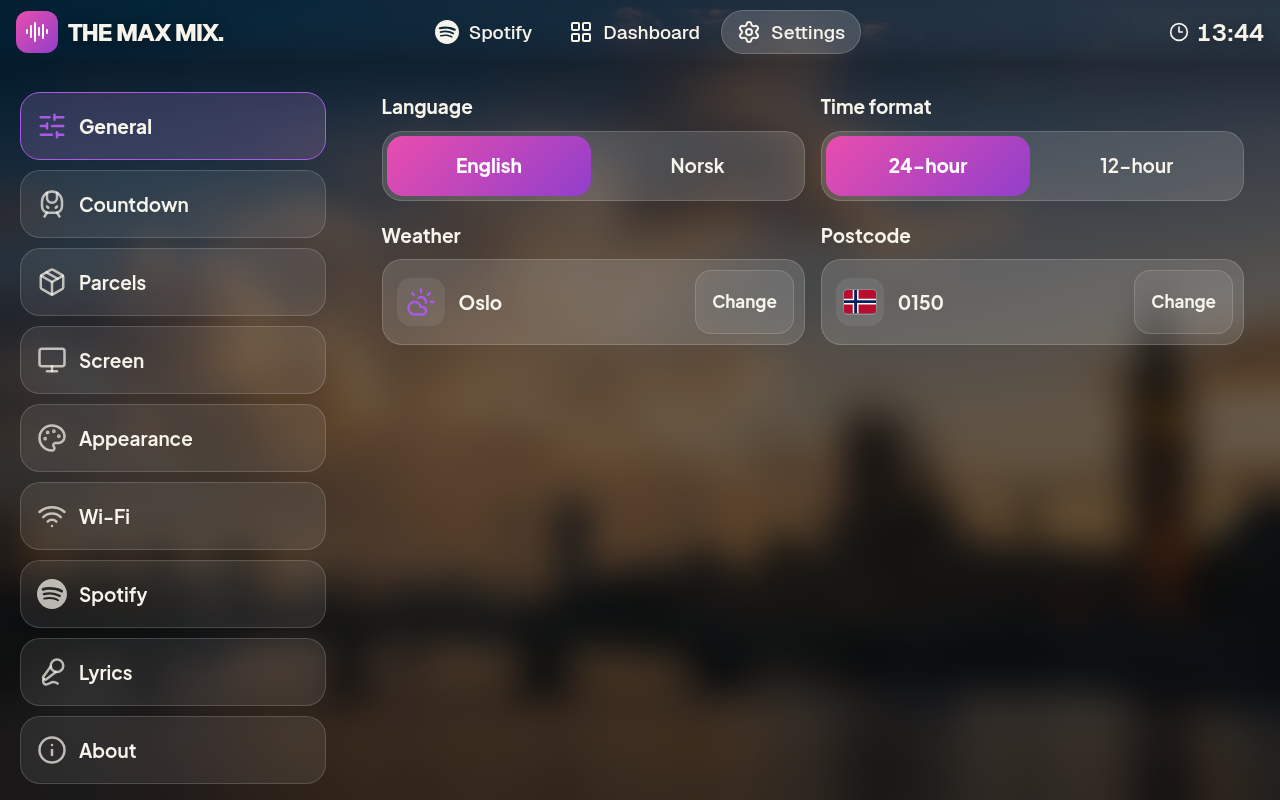 THE MAX MIX.
Spotify
Dashboard
Settings
13:44
General
Countdown
Parcels
Screen
Appearance
Wi-Fi
Spotify
Lyrics
About
Language
English
Norsk
Time format
24-hour
12-hour
Weather
Oslo
Change
Postcode
0150
Change